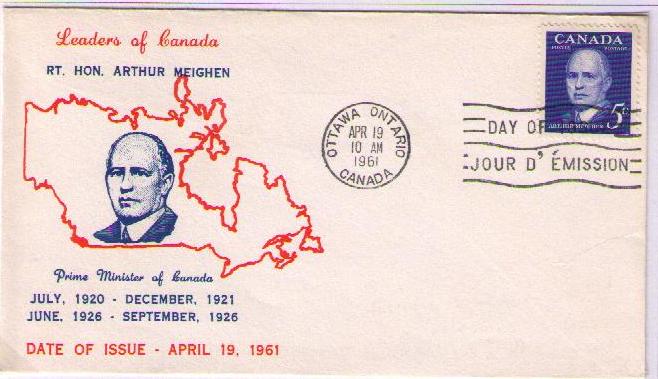 Leaders of Canada
RT. HON. ARTHUR MEIGHEN
Prime Minister of Canada
JULY, 1920 - DECEMBER, 1921
JUNE, 1926 - SEPTEMBER, 1926
DATE OF ISSUE - APRIL 19, 1961
OTTAWA ONTARIO
APR 19
10 AM
1961
CANADA
CANADA
POSTES POSTAGE
5c
ARTHUR MEIGHEN
DAY OF
JOUR D' ÉMISSION